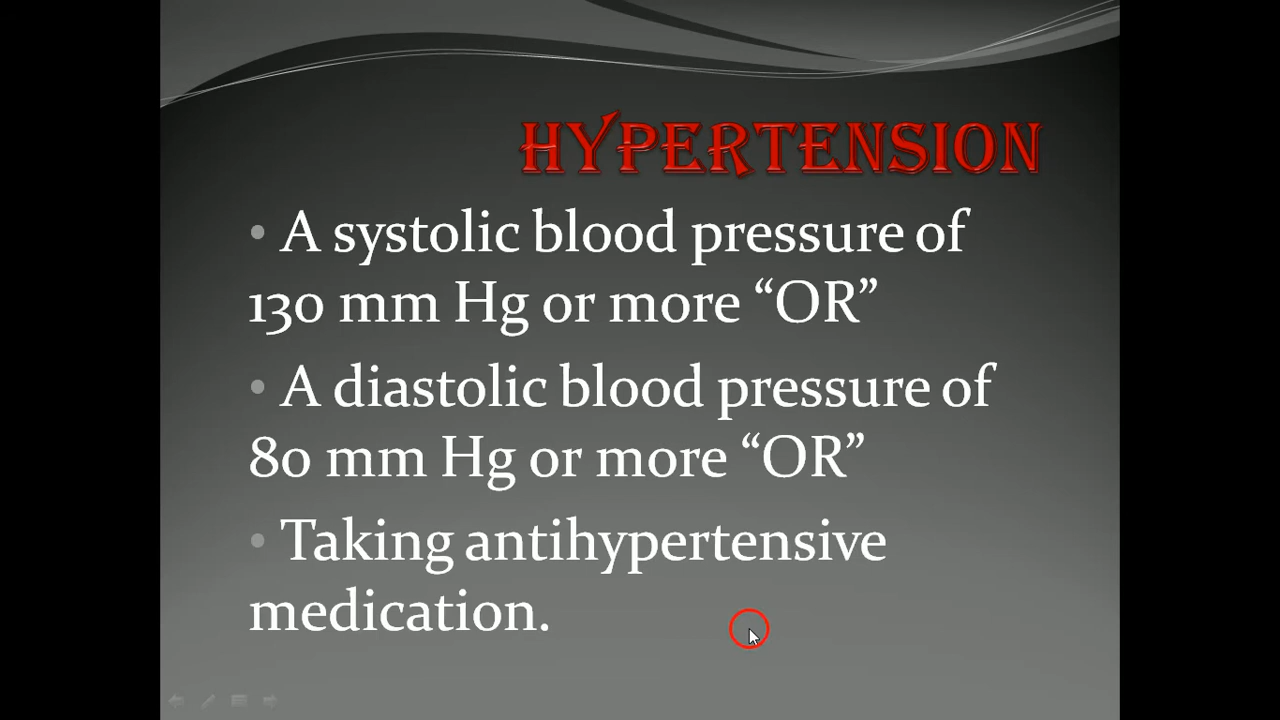 HYPERTENSION
• A systolic blood pressure of
130 mm Hg or more “OR”
• A diastolic blood pressure of
80 mm Hg or more “OR”
• Taking antihypertensive
medication.